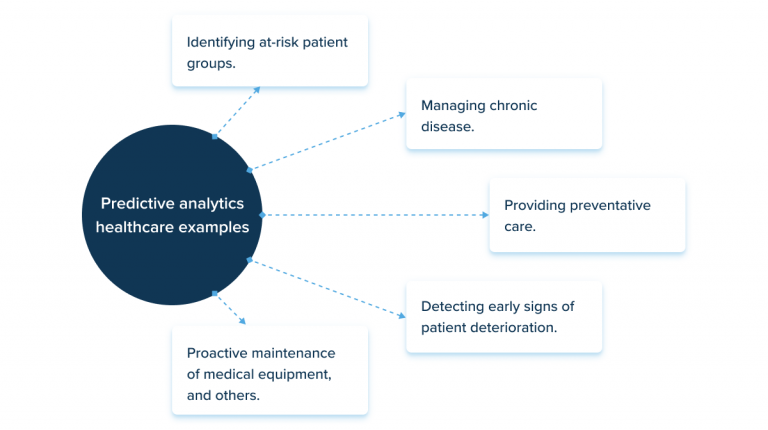 Identifying at-risk patient
groups.
Managing chronic
disease.
Predictive analytics
healthcare examples
Providing preventative
care.
Detecting early signs of
patient deterioration.
Proactive maintenance
of medical equipment,
and others.